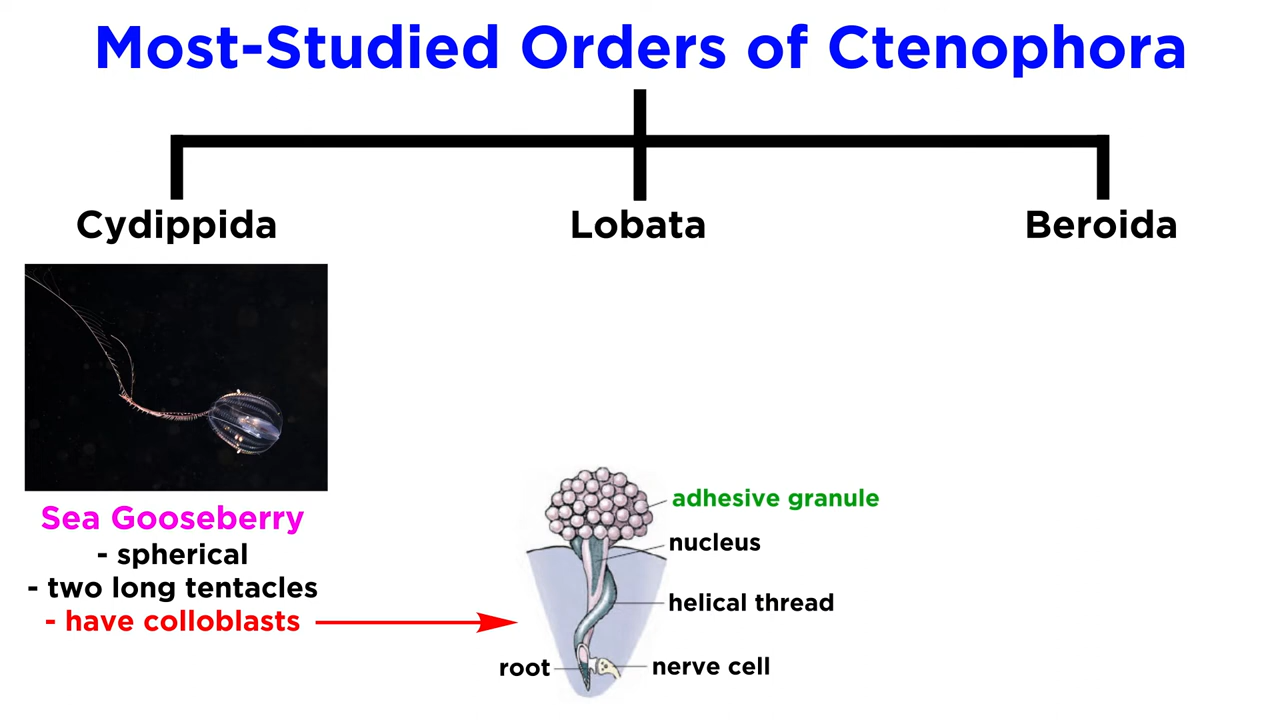 Most-Studied Orders of Ctenophora
Cydippida
Lobata
Beroida
Sea Gooseberry
- spherical
- two long tentacles
- have colloblasts
adhesive granule
nucleus
helical thread
root
nerve cell